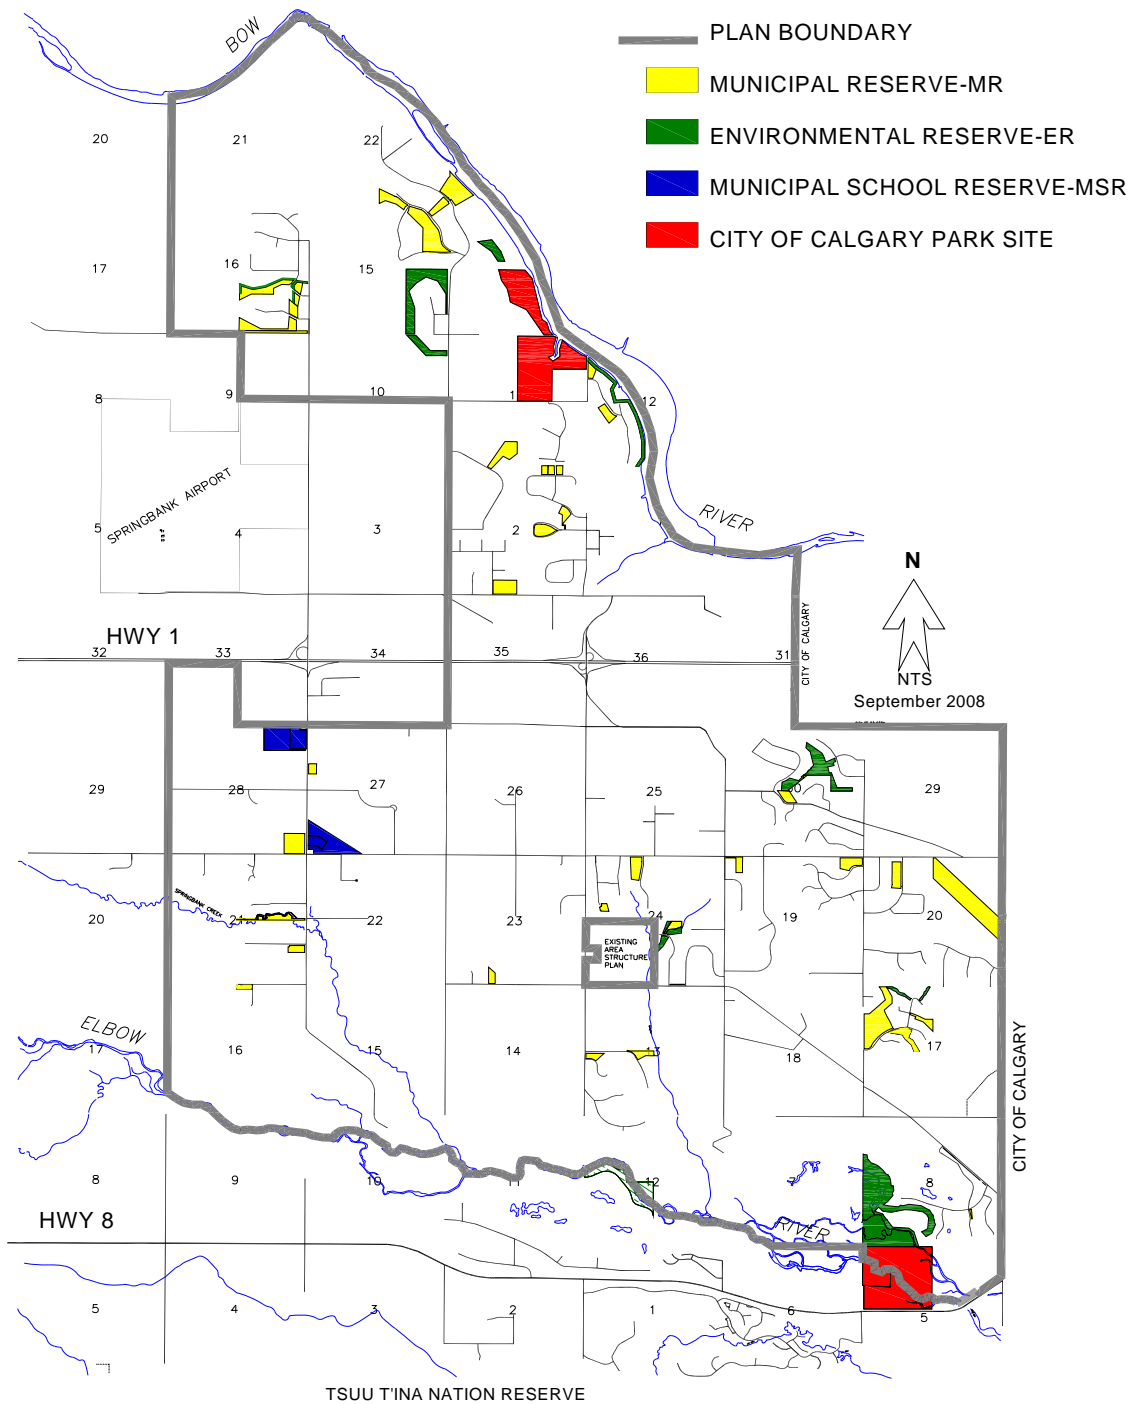 BOW
PLAN BOUNDARY
MUNICIPAL RESERVE-MR
ENVIRONMENTAL RESERVE-ER
MUNICIPAL SCHOOL RESERVE-MSR
CITY OF CALGARY PARK SITE
20
21
22
17
16
15
8
9
10
1
12
SPRINGBANK AIRPORT
5
4
3
2
RIVER
N
NTS
September 2008
CITY OF CALGARY
HWY 1
32
33
34
35
36
31
29
28
27
26
25
30
29
SPRINGBANK CREEK
20
21
22
23
24
19
20
EXISTING
AREA
STRUCTURE
PLAN
ELBOW
17
16
15
14
13
18
17
CITY OF CALGARY
8
9
10
11
12
7
8
RIVER
HWY 8
5
4
3
2
1
6
5
TSUU T'INA NATION RESERVE